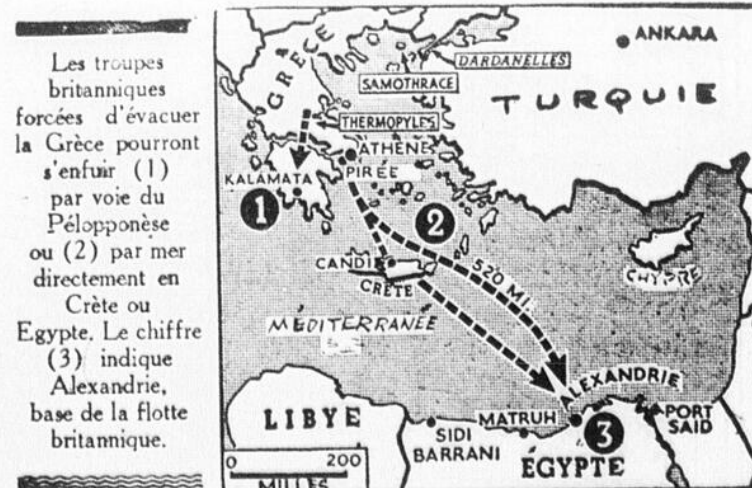 Les troupes
britanniques
forcées d'évacuer
la Grèce pourront
s'enfuir (1)
par voie du
Péloponnèse
ou (2) par mer
directement en
Crète ou
Egypte. Le chiffre
(3) indique
Alexandrie,
base de la flotte
britannique.
GRÈCE
ANKARA
DARDANELLES
SAMOTHRACE
TURQUIE
THERMOPYLES
ATHÈNE
PIRÉE
KALAMATA
1
2
CANDI
CRÈTE
520 MI.
CHYPRE
MÉDITERRANÉE
ALEXANDRIE
LIBYE
MATRUH
PORT
SAID
SIDI
BARRANI
3
ÉGYPTE
0 200
MILLES